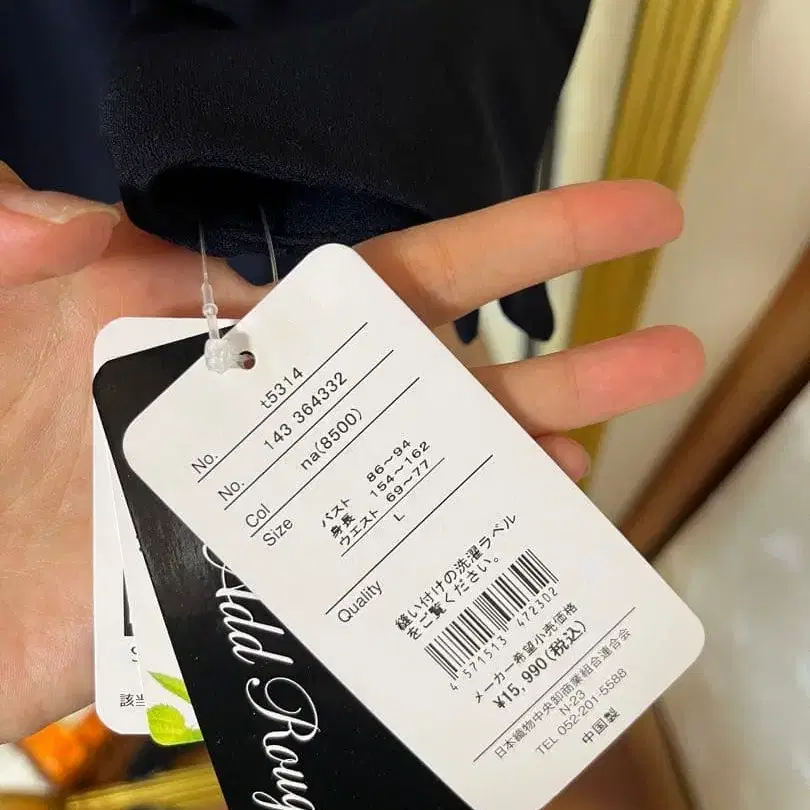 No. t5314
No. 143 364332
Col na(8500)
Size
バスト 86～94
身長 154～162
ウエスト 69～77
L
Quality
縫い付けの洗濯ラベル
をご覧ください。
4 571513 472302
メーカー希望小売価格
¥15,990(税込)
日本織物中央卸商業組合連合会
N-23
TEL 052-201-5588
中国製
Add Roug
S
該当